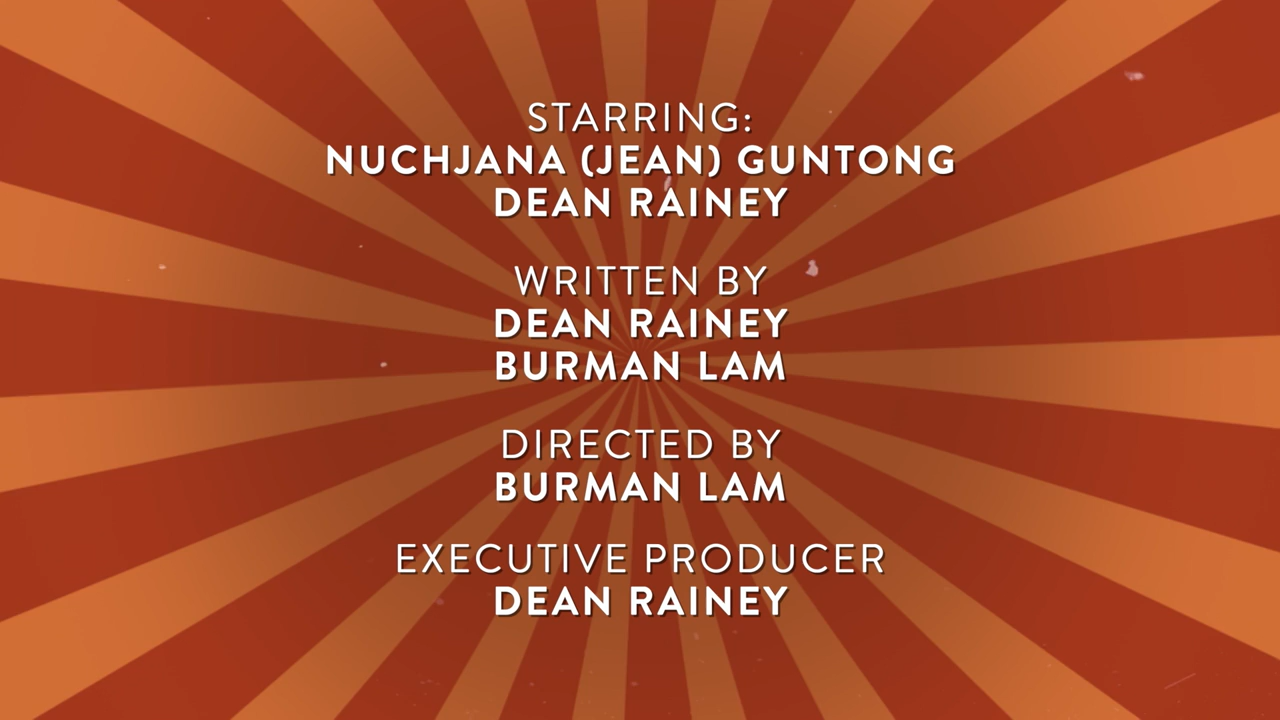 STARRING:
NUCHJANA (JEAN) GUNTONG
DEAN RAINEY
WRITTEN BY
DEAN RAINEY
BURMAN LAM
DIRECTED BY
BURMAN LAM
EXECUTIVE PRODUCER
DEAN RAINEY